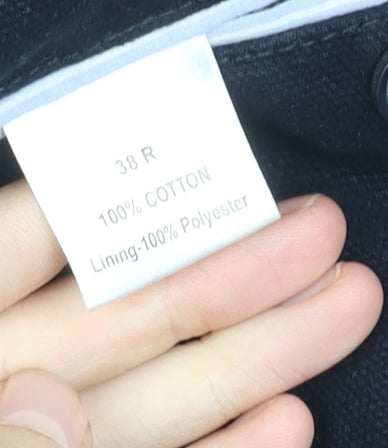 38 R
100% COTTON
Lining-100% Polyester